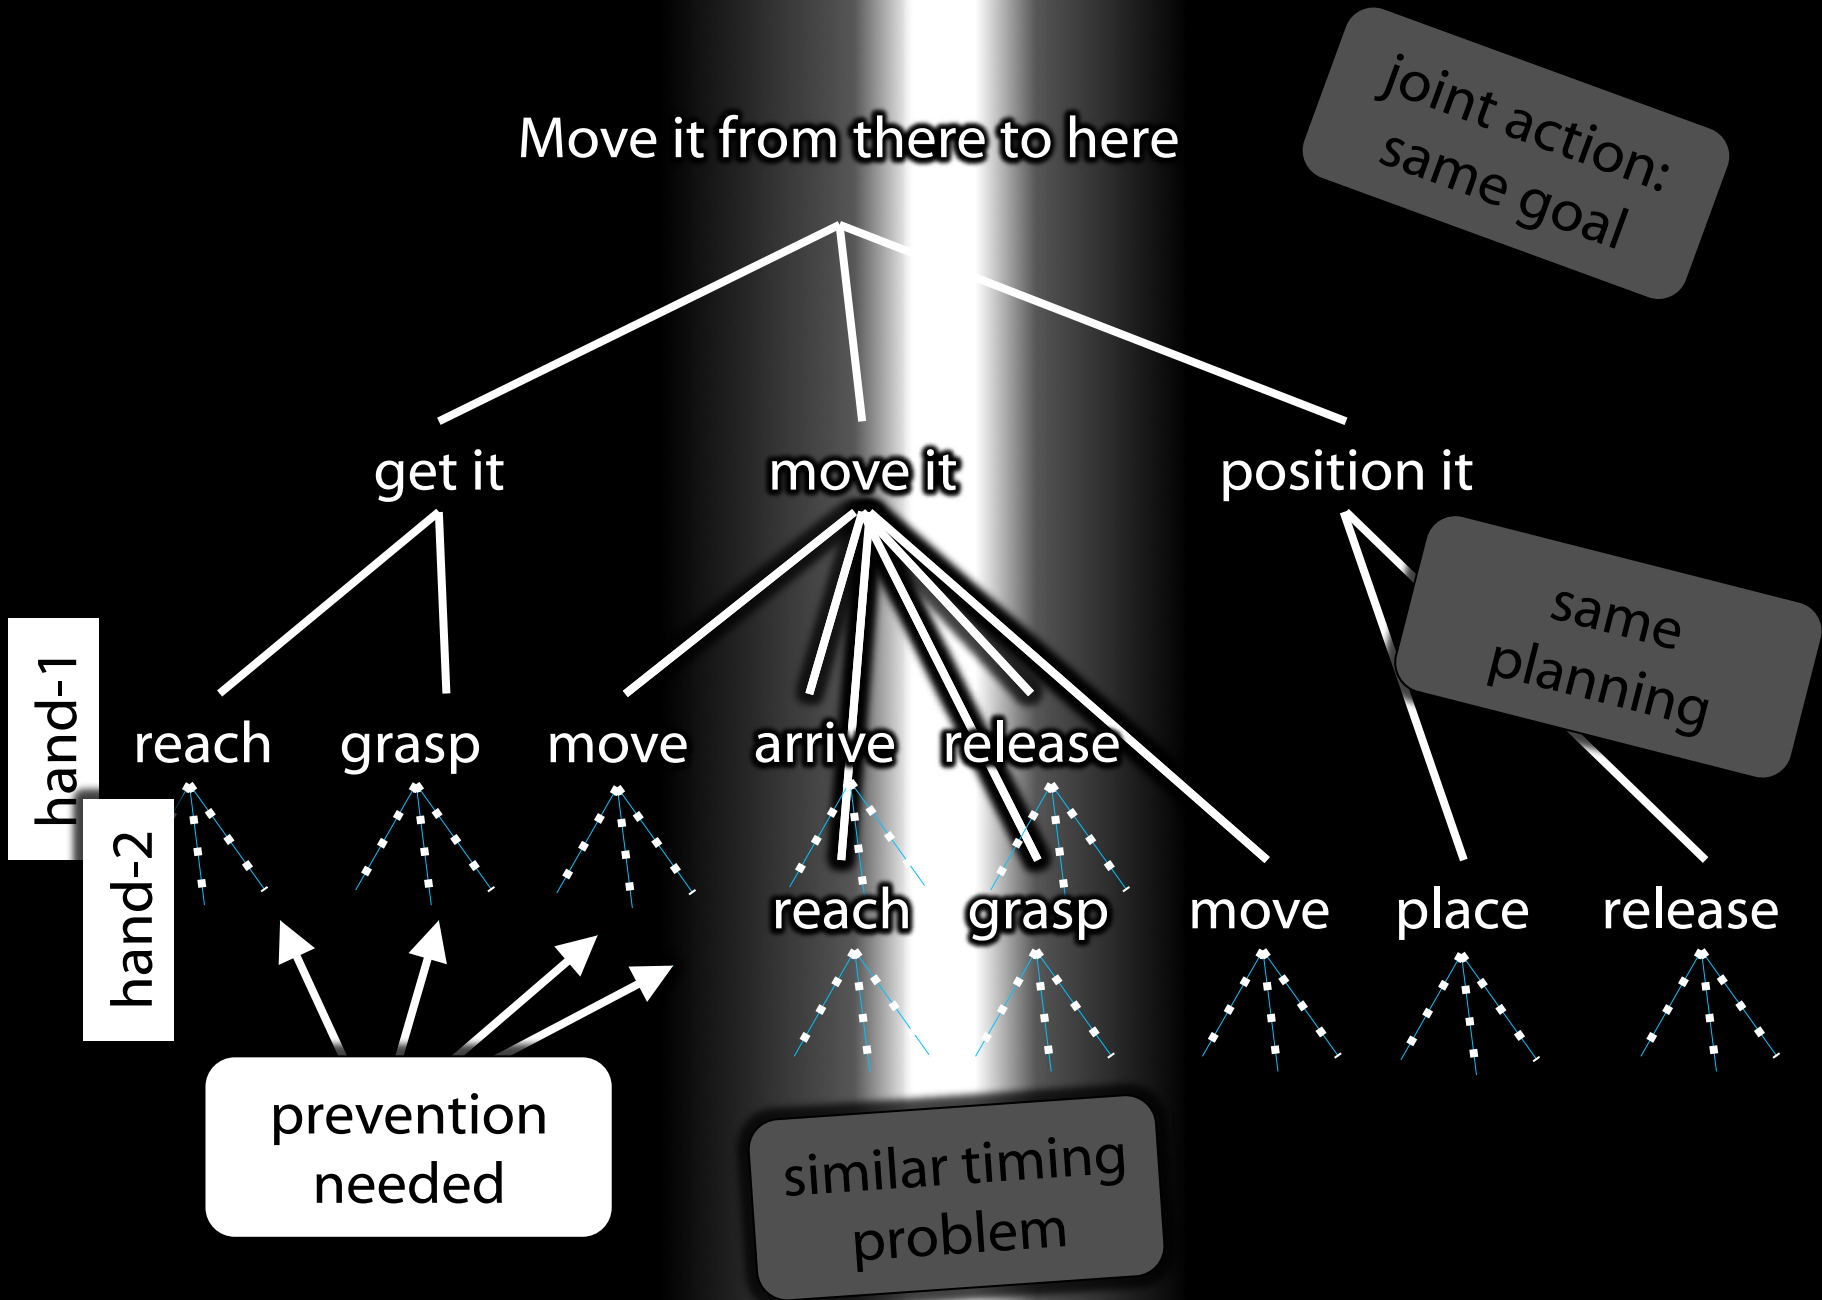 Move it from there to here
joint action:
same goal
get it
move it
position it
same
planning
hand-1
reach
grasp
move
arrive
release
hand-2
reach
grasp
move
place
release
prevention
needed
similar timing
problem